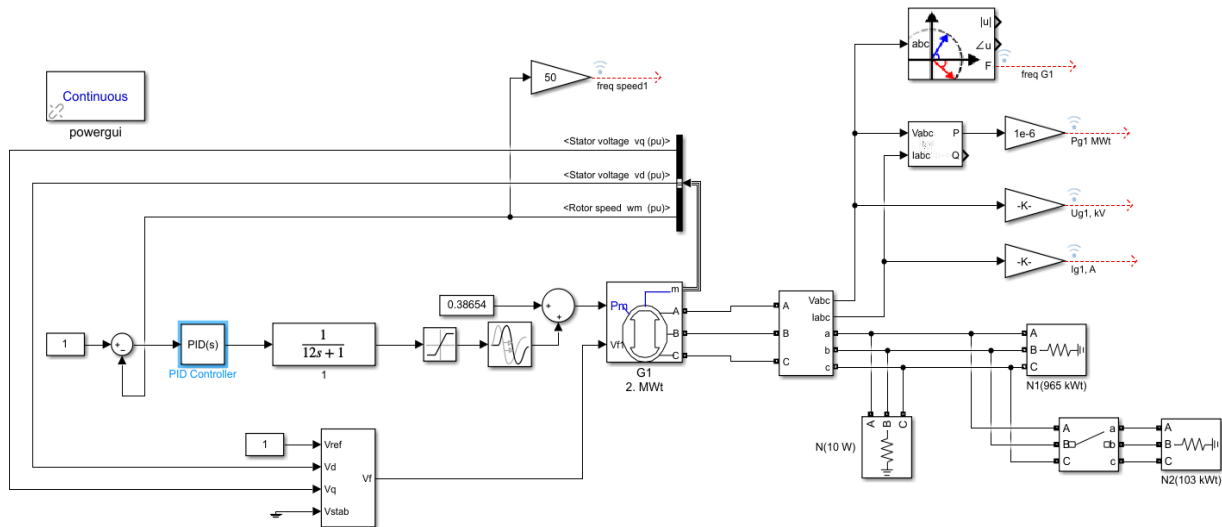 Continuous
powergui
50
freq speed1
abc
|u|
∠u
F
freq G1
<Stator voltage vq (pu)>
<Stator voltage vd (pu)>
<Rotor speed wm (pu)>
Vabc
Iabc
P
Q
1e-6
Pg1 MWt
-K-
Ug1, kV
-K-
Ig1, A
1
+
−
PID(s)
PID Controller
1
12s + 1
1
0.38654
+
+
Pm
Vf1
m
A
B
C
G1
2. MWt
A
B
C
Vabc
Iabc
a
b
c
A
B
C
N1(965 kWt)
A B C
N(10 W)
A
B
C
a
b
c
A
B
C
N2(103 kWt)
1
Vref
Vd
Vq
Vstab
Vf